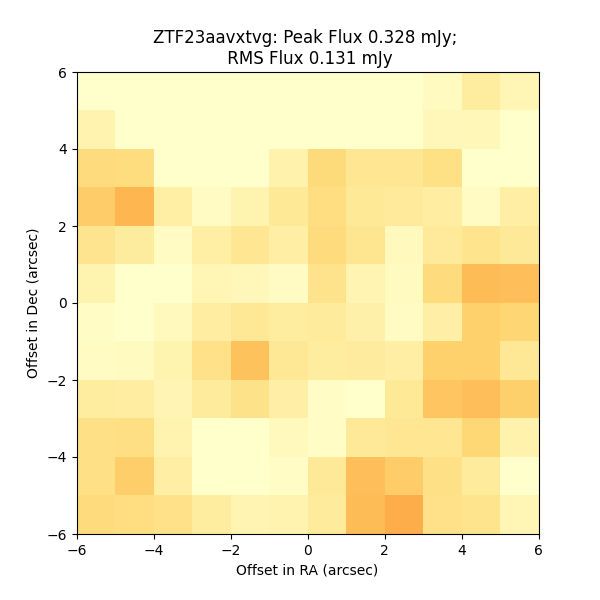 ZTF23aavxtvg: Peak Flux 0.328 mJy;
RMS Flux 0.131 mJy
6
4
2
0
−2
−4
−6
Offset in Dec (arcsec)
−6 −4 −2 0 2 4 6
Offset in RA (arcsec)